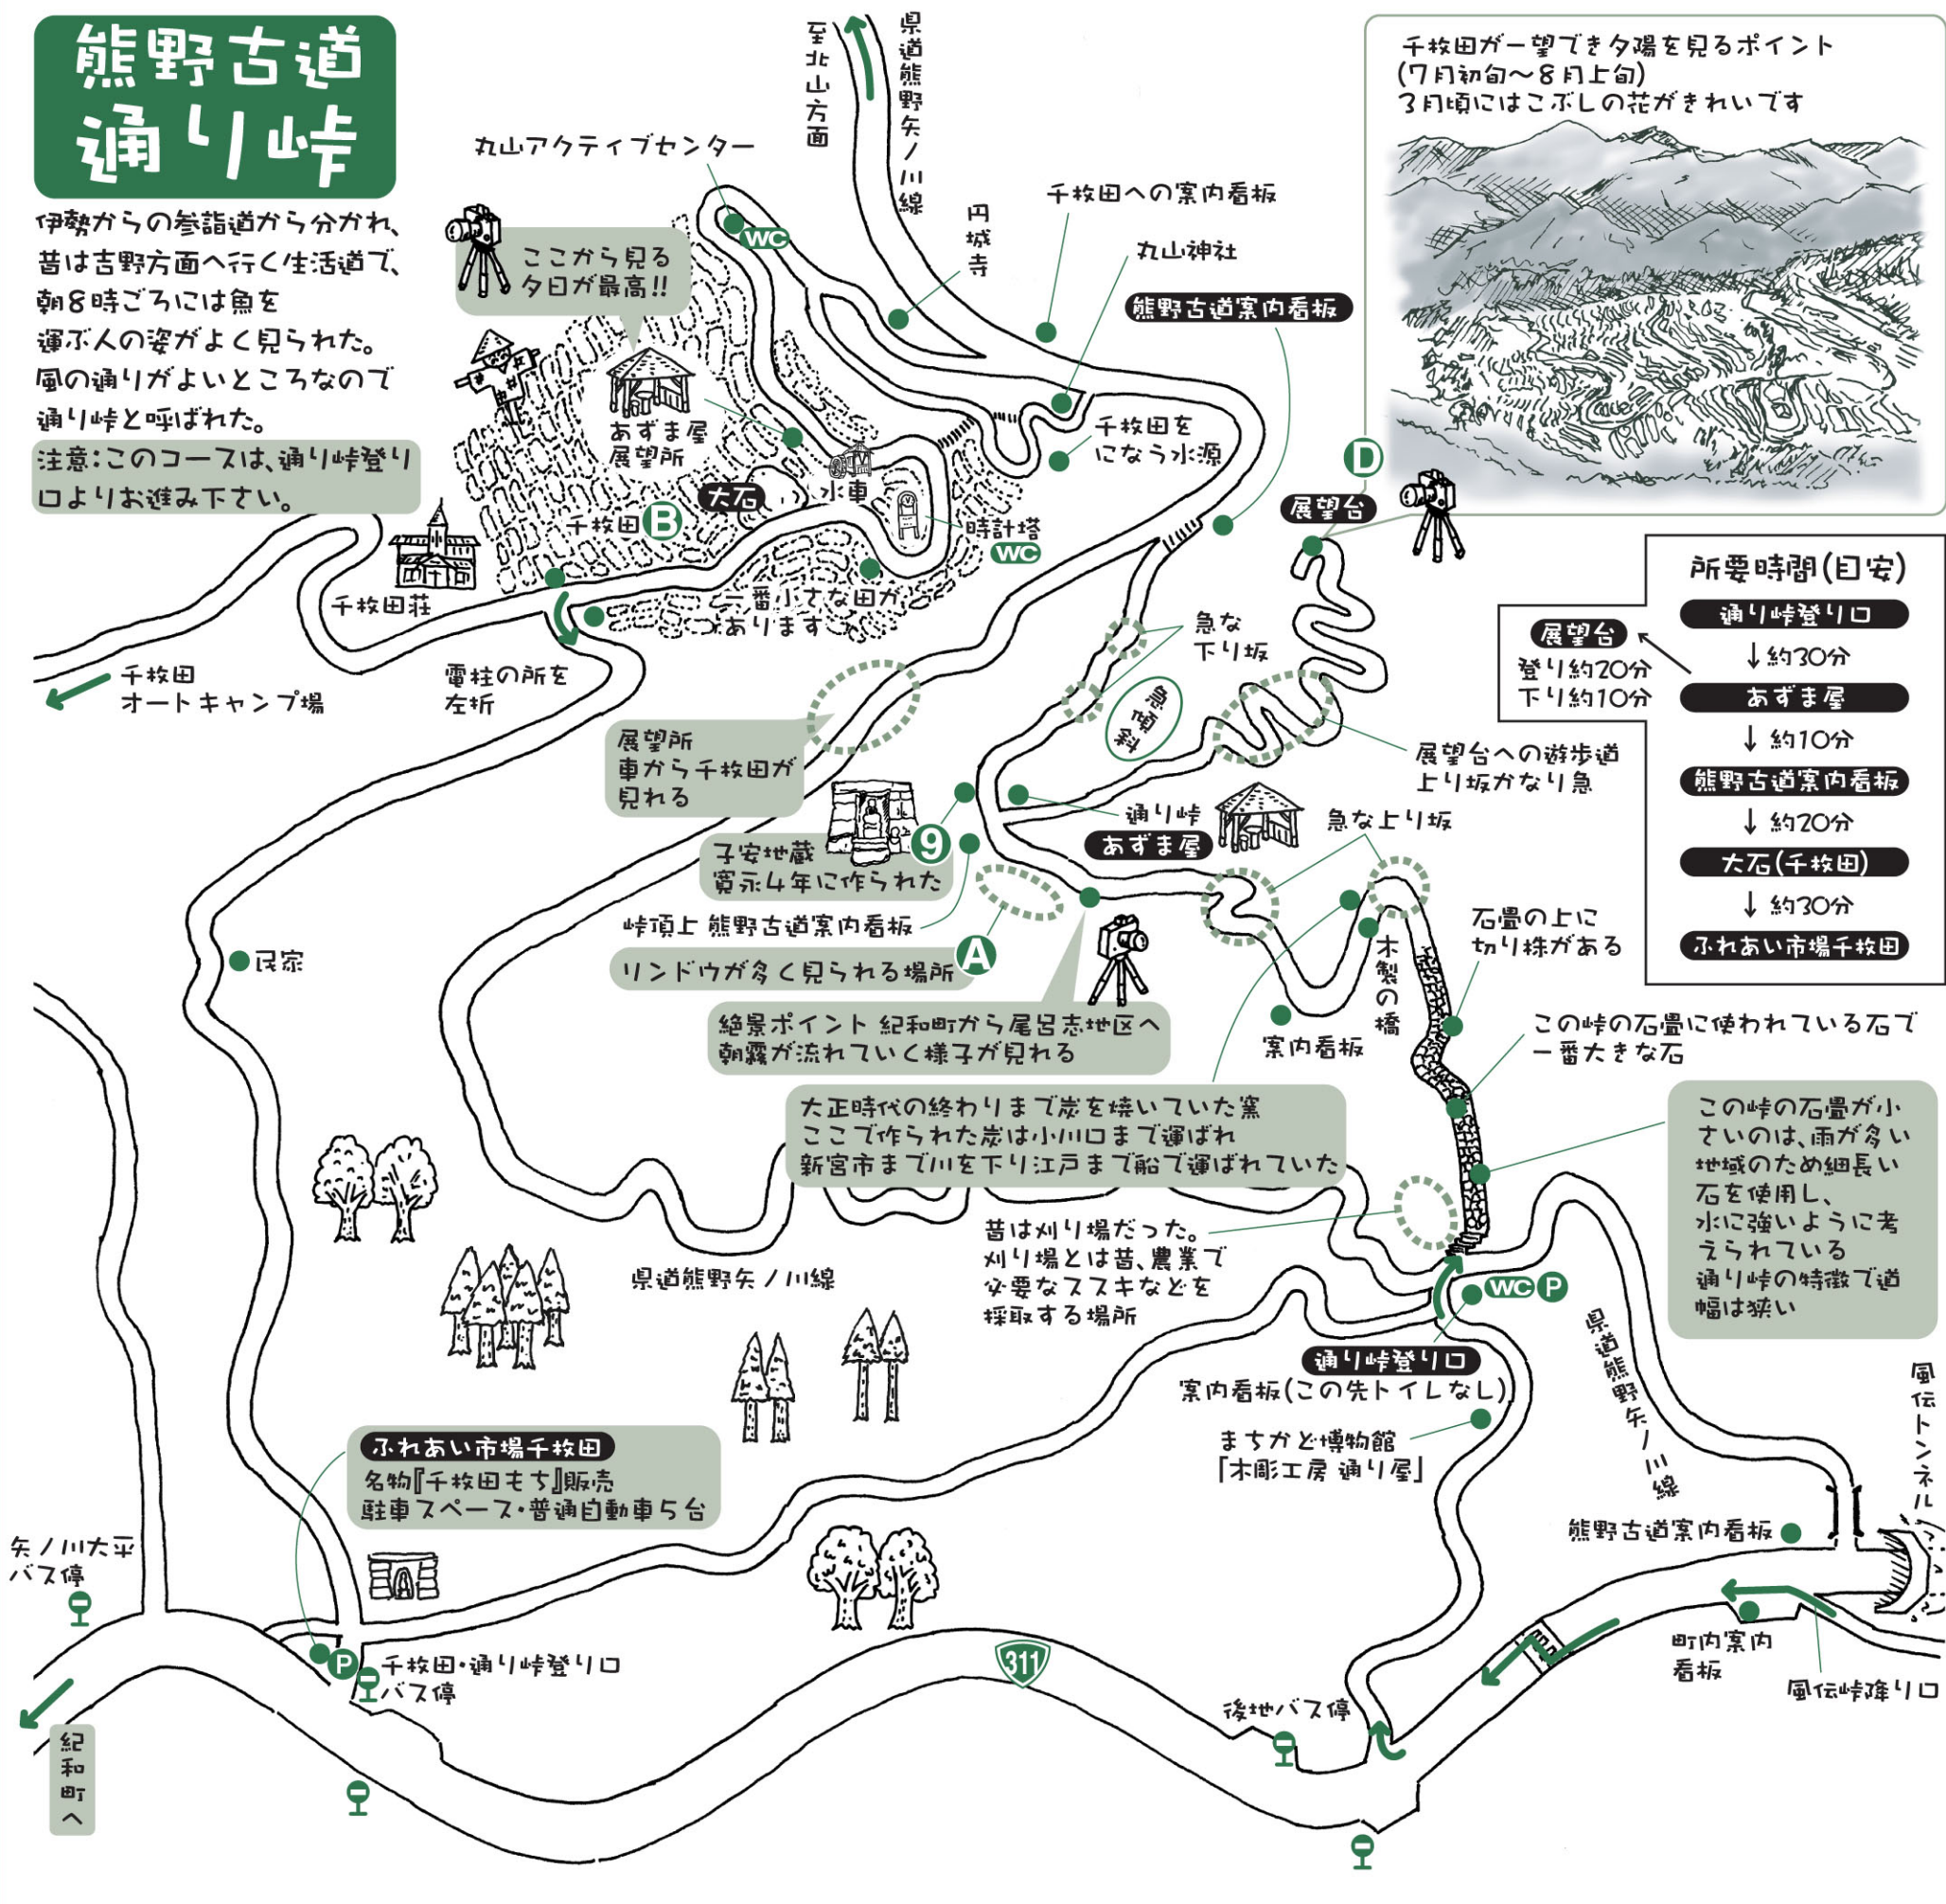 熊野古道
通り峠
伊勢からの参詣道から分かれ、
昔は吉野方面へ行く生活道で、
朝8時ごろには魚を
運ぶ人の姿がよく見られた。
風の通りがよいところなので
通り峠と呼ばれた。
注意:このコースは、通り峠登り
口よりお進み下さい。
至北山方面
県道熊野矢ノ川線
千枚田が一望でき夕陽を見るポイント
(7月初旬〜8月上旬)
3月頃にはこぶしの花がきれいです
丸山アクティブセンター
WC
ここから見る
夕日が最高!!
円城寺
千枚田への案内看板
丸山神社
熊野古道案内看板
あずま屋
展望所
千枚田を
になう水源
D
展望台
大石
水車
千枚田
B
時計塔
WC
千枚田荘
一番小さな田が
あります
千枚田
オートキャンプ場
電柱の所を
左折
急な
下り坂
急傾斜
所要時間(目安)
通り峠登り口
↓約30分
あずま屋
展望台
登り約20分
下り約10分
↓約10分
熊野古道案内看板
↓約20分
大石(千枚田)
↓約30分
ふれあい市場千枚田
展望所
車から千枚田が
見れる
展望台への遊歩道
上り坂かなり急
通り峠
あずま屋
急な上り坂
9
子安地蔵
寛永4年に作られた
峠頂上 熊野古道案内看板
リンドウが多く見られる場所
A
民家
石畳の上に
切り株がある
木製の橋
案内看板
絶景ポイント 紀和町から尾呂志地区へ
朝霧が流れていく様子が見れる
この峠の石畳に使われている石で
一番大きな石
大正時代の終わりまで炭を焼いていた窯
ここで作られた炭は小川口まで運ばれ
新宮市まで川を下り江戸まで船で運ばれていた
この峠の石畳が小
さいのは、雨が多い
地域のため細長い
石を使用し、
水に強いように考
えられている
通り峠の特徴で道
幅は狭い
昔は刈り場だった。
刈り場とは昔、農業で
必要なススキなどを
採取する場所
県道熊野矢ノ川線
WC
P
通り峠登り口
案内看板(この先トイレなし)
まちかど博物館
「木彫工房 通り屋」
県道熊野矢ノ川線
風伝トンネル
ふれあい市場千枚田
名物『千枚田もち』販売
駐車スペース・普通自動車5台
矢ノ川大平
バス停
熊野古道案内看板
P
千枚田・通り峠登り口
バス停
311
町内案内
看板
風伝峠降り口
後地バス停
紀和町へ